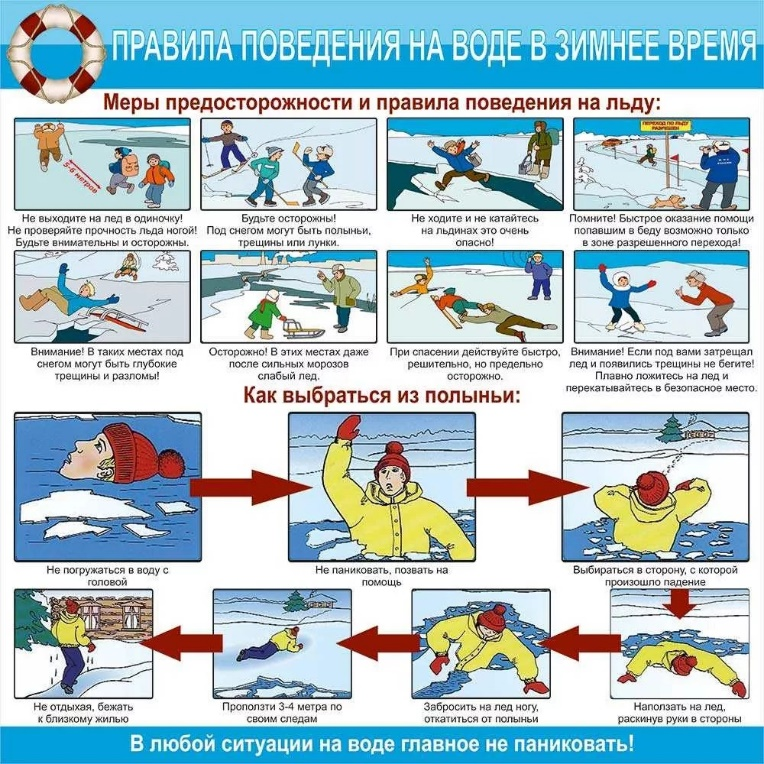 ПРАВИЛА ПОВЕДЕНИЯ НА ВОДЕ В ЗИМНЕЕ ВРЕМЯ
Меры предосторожности и правила поведения на льду:
5-6 метров
ПЕРЕХОД ПО ЛЬДУ
РАЗРЕШЕН
Не выходите на лед в одиночку!
Не проверяйте прочность льда ногой!
Будьте внимательны и осторожны.
Будьте осторожны!
Под снегом могут быть полыньи,
трещины или лунки.
Не ходите и не катайтесь
на льдинах это очень
опасно!
Помните! Быстрое оказание помощи
попавшим в беду возможно только
в зоне разрешенного перехода!
Внимание! В таких местах под
снегом могут быть глубокие
трещины и разломы!
Осторожно! В этих местах даже
после сильных морозов
слабый лед.
При спасении действуйте быстро,
решительно, но предельно
осторожно.
Внимание! Если под вами затрещал
лед и появились трещины не бегите!
Плавно ложитесь на лед и
перекатывайтесь в безопасное место.
Как выбраться из полыньи:
Не погружаться в воду с
головой
Не паниковать, позвать на
помощь
Выбираться в сторону, с которой
произошло падение
Не отдыхая, бежать
к близкому жилью
Проползти 3-4 метра по
своим следам
Забросить на лед ногу,
откатиться от полыньи
Наползать на лед,
раскинув руки в стороны
В любой ситуации на воде главное не паниковать!